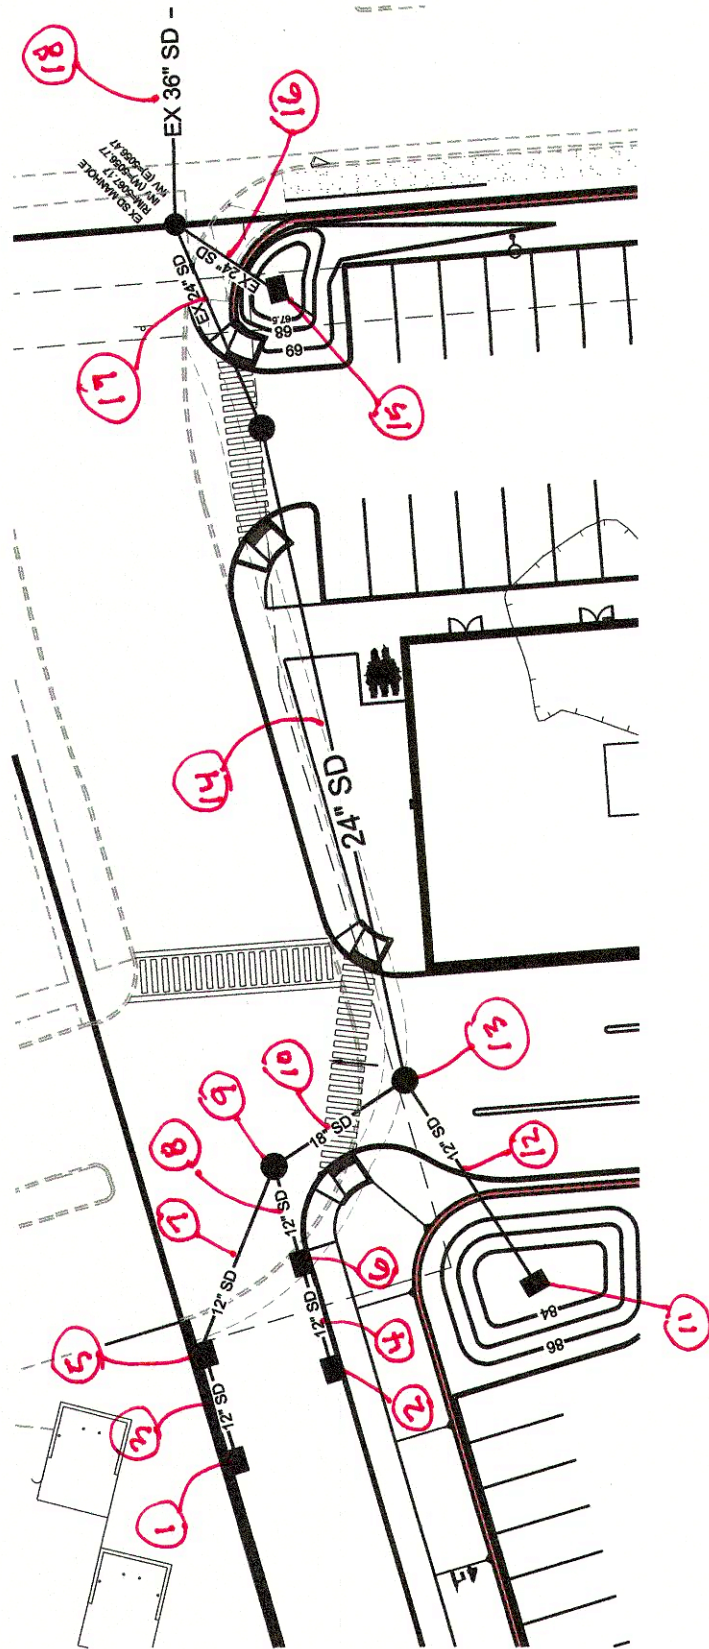 18
EX 36" SD -
16
EX SD MANHOLE
RIM=5067.17
INV (W)=5056.77
INV (E)=5056.47
EX 24" SD
EX 24" SD
67.5
68
69
17
15
14
24" SD
13
10
9
18" SD
12" SD
12
8
7
12" SD
12" SD
6
11
84
86
5
12" SD
4
2
12" SD
3
1